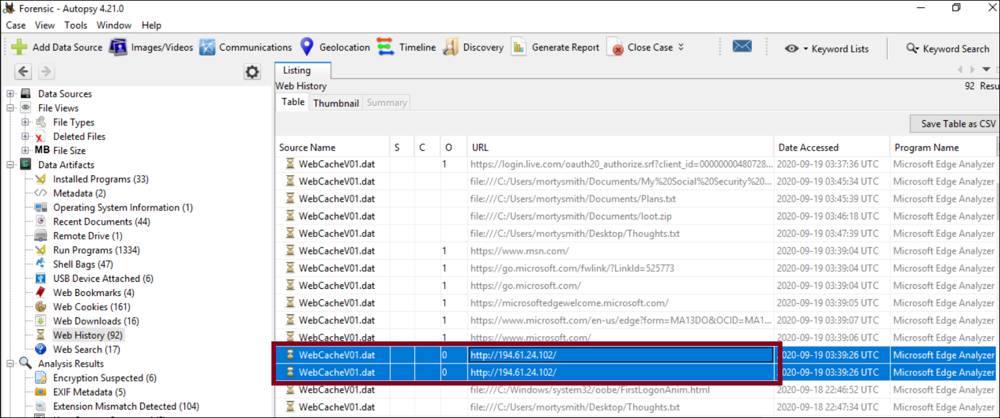 Forensic - Autopsy 4.21.0
Case View Tools Window Help
Add Data Source Images/Videos Communications Geolocation Timeline Discovery Generate Report Close Case Keyword Lists Keyword Search
Listing
Web History 92 Resu
Table Thumbnail Summary
Save Table as CSV
Data Sources
File Views
File Types
Deleted Files
MB File Size
Data Artifacts
Installed Programs (33)
Metadata (2)
Operating System Information (1)
Recent Documents (44)
Remote Drive (1)
Run Programs (1334)
Shell Bags (47)
USB Device Attached (6)
Web Bookmarks (4)
Web Cookies (161)
Web Downloads (16)
Web History (92)
Web Search (17)
Analysis Results
Encryption Suspected (6)
EXIF Metadata (5)
Extension Mismatch Detected (104)
Source Name S C O URL Date Accessed Program Name
WebCacheV01.dat 1 https://login.live.com/oauth20_authorize.srf?client_id=00000000480728... 2020-09-19 03:37:36 UTC Microsoft Edge Analyzer
WebCacheV01.dat file:///C:/Users/mortysmith/Documents/My%20Social%20Security%20... 2020-09-19 03:45:34 UTC Microsoft Edge Analyzer
WebCacheV01.dat file:///C:/Users/mortysmith/Documents/Plans.txt 2020-09-19 03:45:39 UTC Microsoft Edge Analyzer
WebCacheV01.dat file:///C:/Users/mortysmith/Documents/loot.zip 2020-09-19 03:46:18 UTC Microsoft Edge Analyzer
WebCacheV01.dat file:///C:/Users/mortysmith/Desktop/Thoughts.txt 2020-09-19 03:47:39 UTC Microsoft Edge Analyzer
WebCacheV01.dat 1 https://www.msn.com/ 2020-09-19 03:39:04 UTC Microsoft Edge Analyzer
WebCacheV01.dat 1 https://go.microsoft.com/fwlink/?LinkId=525773 2020-09-19 03:39:04 UTC Microsoft Edge Analyzer
WebCacheV01.dat 1 https://go.microsoft.com/ 2020-09-19 03:39:04 UTC Microsoft Edge Analyzer
WebCacheV01.dat 1 https://microsoftedgewelcome.microsoft.com/ 2020-09-19 03:39:05 UTC Microsoft Edge Analyzer
WebCacheV01.dat 1 https://www.microsoft.com/en-us/edge?form=MA13DO&OCID=MA1... 2020-09-19 03:39:07 UTC Microsoft Edge Analyzer
WebCacheV01.dat 1 https://www.microsoft.com/ 2020-09-19 03:39:06 UTC Microsoft Edge Analyzer
WebCacheV01.dat 0 http://194.61.24.102/ 2020-09-19 03:39:26 UTC Microsoft Edge Analyzer
WebCacheV01.dat 0 http://194.61.24.102/ 2020-09-19 03:39:26 UTC Microsoft Edge Analyzer
WebCacheV01.dat file:///C:/Windows/system32/oobe/FirstLogonAnim.html 2020-09-18 22:46:52 UTC Microsoft Edge Analyzer
WebCacheV01.dat file:///C:/Users/mortysmith/Desktop/Thoughts.txt 2020-09-18 22:47:34 UTC Microsoft Edge Analyzer